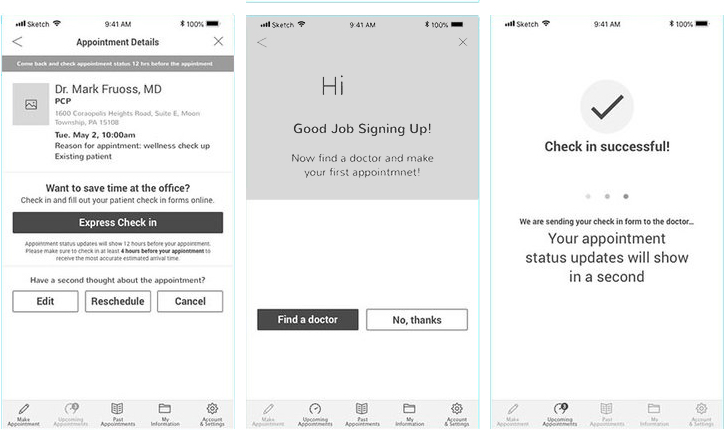 Sketch 9:41 AM 100%
Appointment Details
Come back and check appointment status 12 hrs before the appointment
Dr. Mark Fruoss, MD
PCP
1600 Coraopolis Heights Road, Suite E, Moon
Township, PA 15108
Tue. May 2, 10:00am
Reason for appintment: wellness check up
Existing patient
Want to save time at the office?
Check in and fill out your patient check in forms online.
Express Check in
Appointment status updates will show 12 hours before your appointment.
Please make sure to check in at least 4 hours before your appointment to
receive the most accurate estimated arrival time.
Have a second thought about the appointment?
Edit Reschedule Cancel
Make
Appointment
Upcoming
Appointments
Past
Appointments
My
Information
Account
& Settings
Sketch 9:41 AM 100%
Hi
Good Job Signing Up!
Now find a doctor and make
your first appointmnet!
Find a doctor No, thanks
Make
Appointment
Upcoming
Appointments
Past
Appointments
My
Information
Account
& Settings
Sketch 9:41 AM 100%
Check in successful!
We are sending your check in form to the doctor...
Your appointment
status updates will show
in a second
Make
Appointment
Upcoming
Appointments
Past
Appointments
My
Information
Account
& Settings